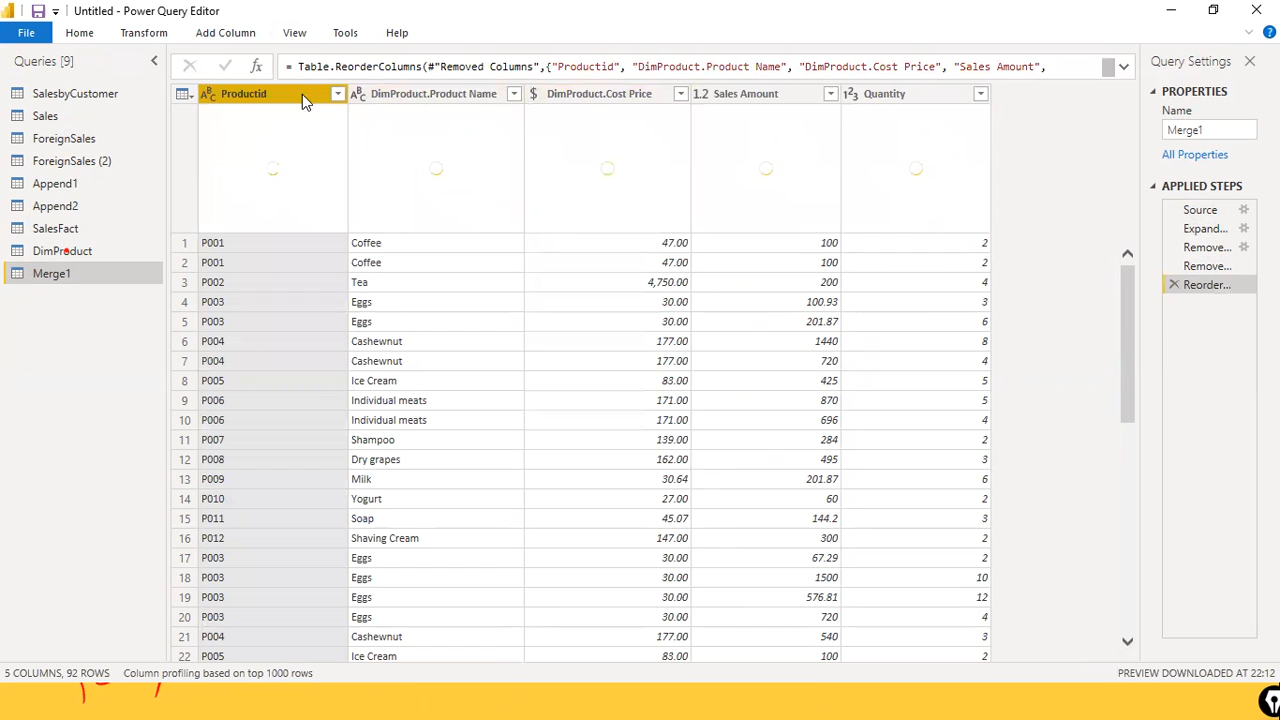 Untitled - Power Query Editor
File Home Transform Add Column View Tools Help
Queries [9]
= Table.ReorderColumns(#"Removed Columns",{"Productid", "DimProduct.Product Name", "DimProduct.Cost Price", "Sales Amount",
Query Settings
SalesbyCustomer
Sales
ForeignSales
ForeignSales (2)
Append1
Append2
SalesFact
DimProduct
Merge1
Productid DimProduct.Product Name DimProduct.Cost Price Sales Amount Quantity
1 P001 Coffee 47.00 100 2
2 P001 Coffee 47.00 100 2
3 P002 Tea 4,750.00 200 4
4 P003 Eggs 30.00 100.93 3
5 P003 Eggs 30.00 201.87 6
6 P004 Cashewnut 177.00 1440 8
7 P004 Cashewnut 177.00 720 4
8 P005 Ice Cream 83.00 425 5
9 P006 Individual meats 171.00 870 5
10 P006 Individual meats 171.00 696 4
11 P007 Shampoo 139.00 284 2
12 P008 Dry grapes 162.00 495 3
13 P009 Milk 30.64 201.87 6
14 P010 Yogurt 27.00 60 2
15 P011 Soap 45.07 144.2 3
16 P012 Shaving Cream 147.00 300 2
17 P003 Eggs 30.00 67.29 2
18 P003 Eggs 30.00 1500 10
19 P003 Eggs 30.00 576.81 12
20 P003 Eggs 30.00 720 4
21 P004 Cashewnut 177.00 540 3
22 P005 Ice Cream 83.00 100 2
PROPERTIES
Name
Merge1
All Properties
APPLIED STEPS
Source
Expand...
Remove...
Remove...
Reorder...
5 COLUMNS, 92 ROWS Column profiling based on top 1000 rows
PREVIEW DOWNLOADED AT 22:12